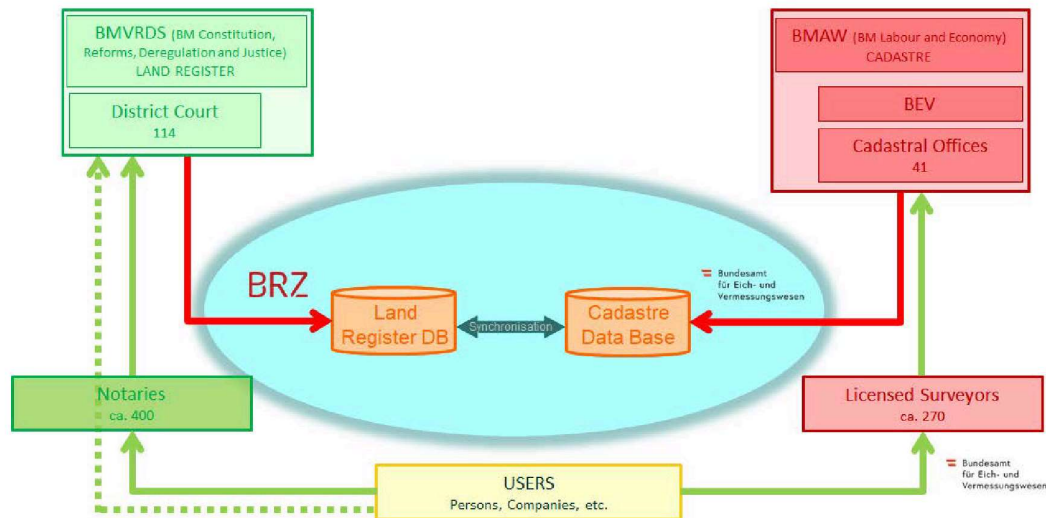 BMVRDS (BM Constitution,
Reforms, Deregulation and Justice)
LAND REGISTER
District Court
114
BMAW (BM Labour and Economy)
CADASTRE
BEV
Cadastral Offices
41
BRZ
Bundesamt
für Eich- und
Vermessungswesen
Land
Register DB
Synchronisation
Cadastre
Data Base
Notaries
ca. 400
Licensed Surveyors
ca. 270
USERS
Persons, Companies, etc.
Bundesamt
für Eich- und
Vermessungswesen